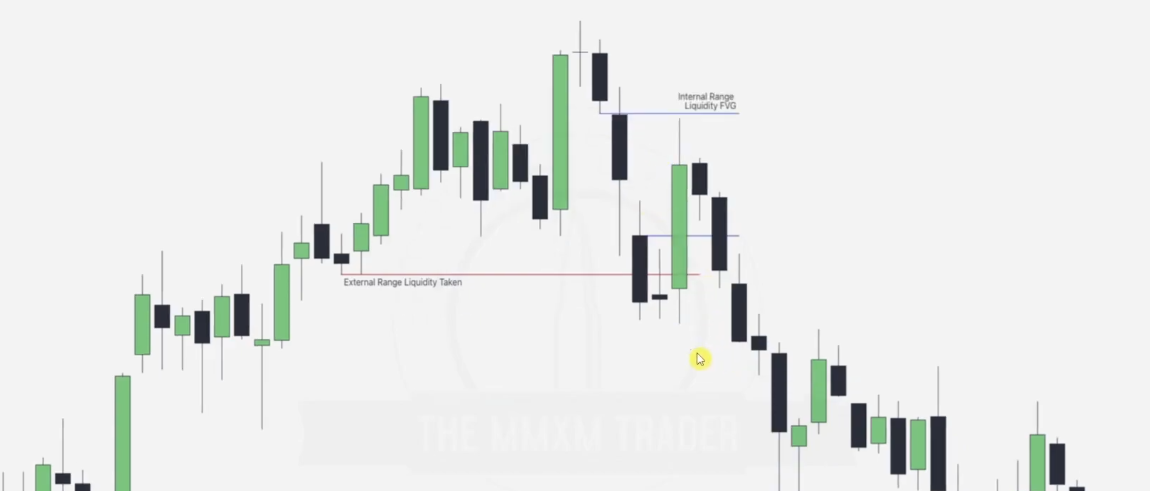 Internal Range
Liquidity FVG
External Range Liquidity Taken
THE MMXM TRADER